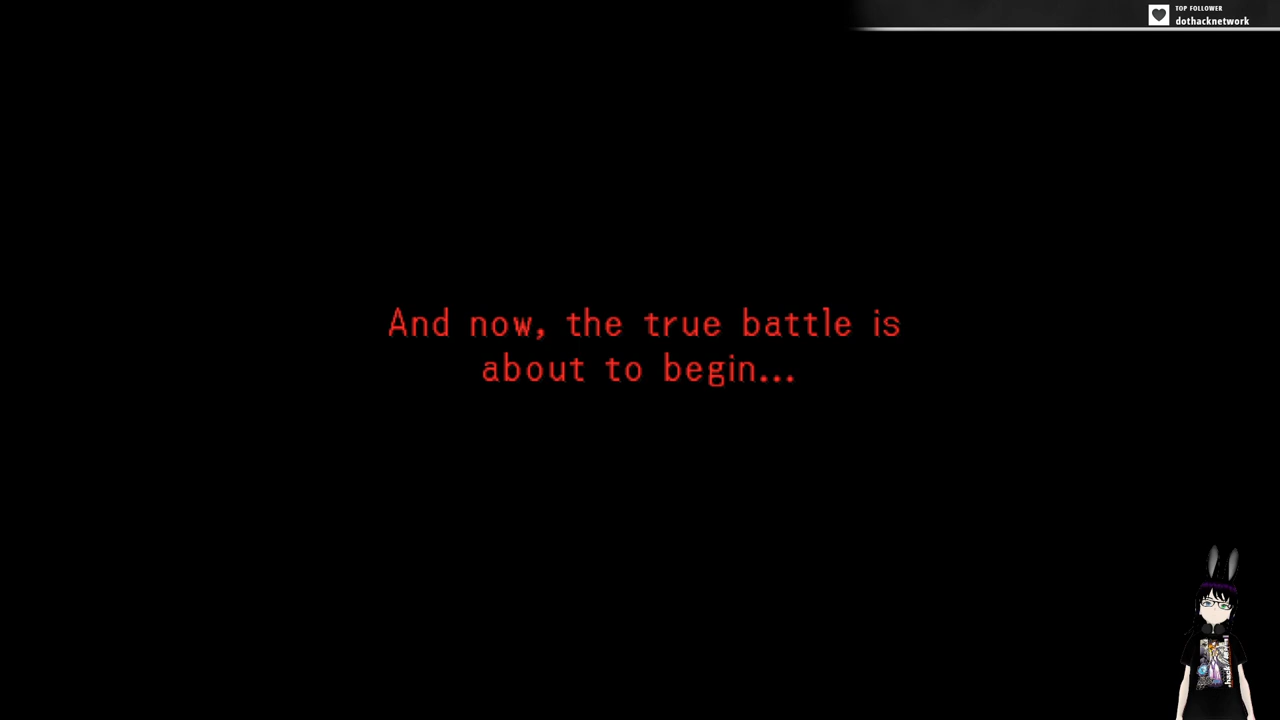 TOP FOLLOWER
dothacknetwork
And now, the true battle is
about to begin...